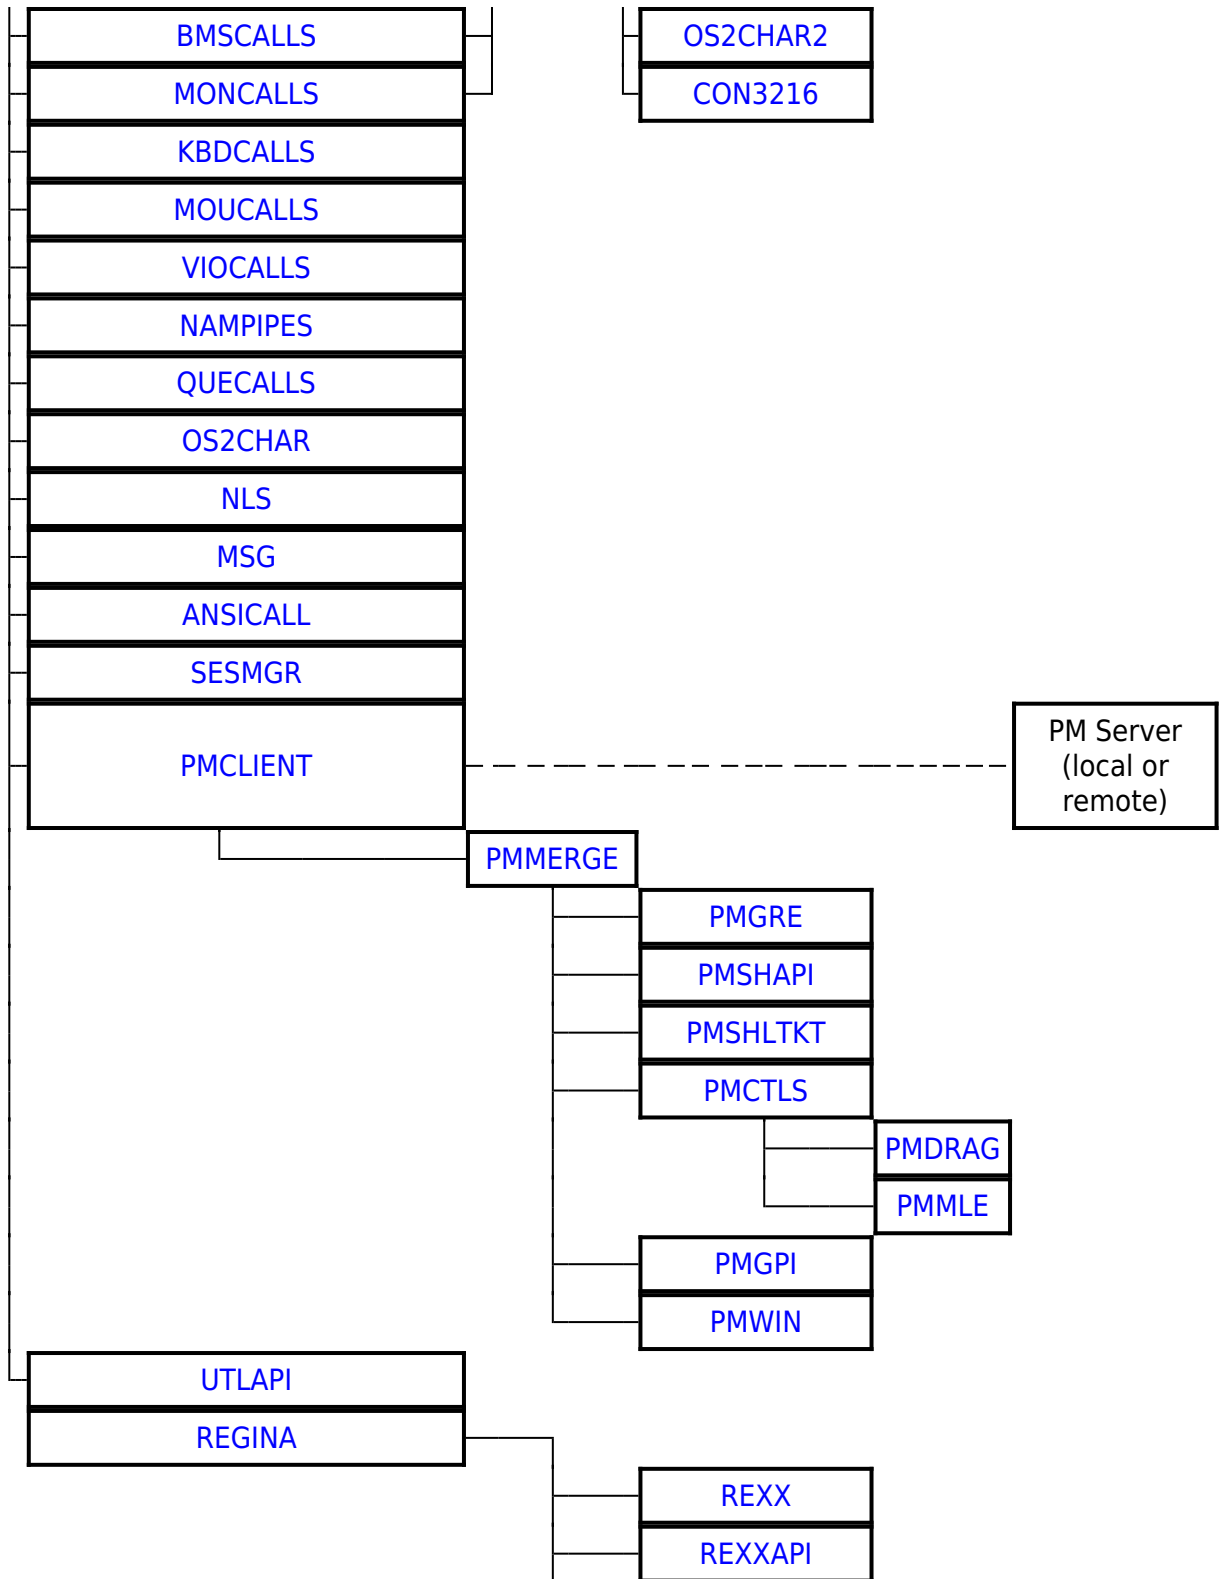 BMSCALLS
OS2CHAR2
MONCALLS
CON3216
KBDCALLS
MOUCALLS
VIOCALLS
NAMPIPES
QUECALLS
OS2CHAR
NLS
MSG
ANSICALL
SESMGR
PMCLIENT
PM Server
(local or
remote)
PMMERGE
PMGRE
PMSHAPI
PMSHLTKT
PMCTLS
PMDRAG
PMMLE
PMGPI
PMWIN
UTLAPI
REGINA
REXX
REXXAPI